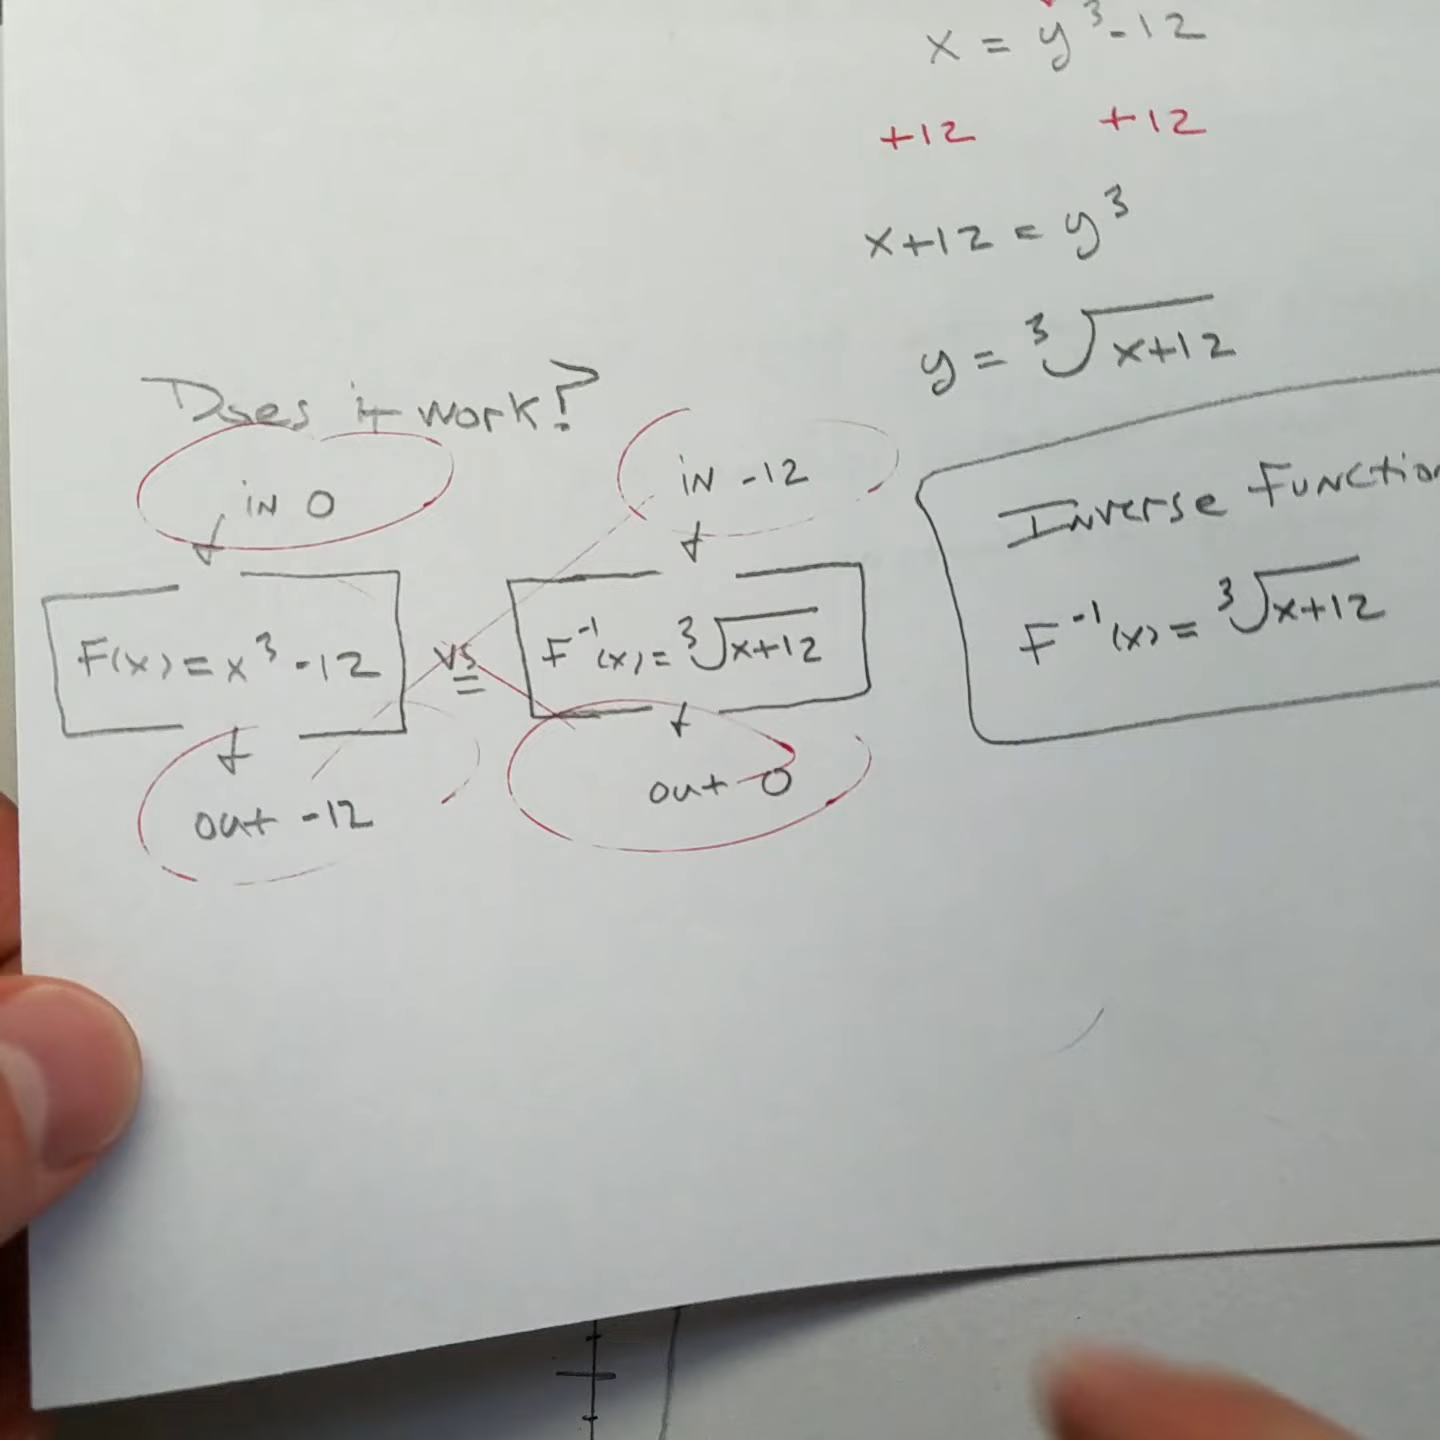 x = y³-12
+12 +12
x+12 = y³
y = ³√x+12
Does it work?
in 0
in -12
F(x) = x³ -12
vs
F⁻¹(x) = ³√x+12
out -12
out 0
Inverse Function
F⁻¹(x) = ³√x+12